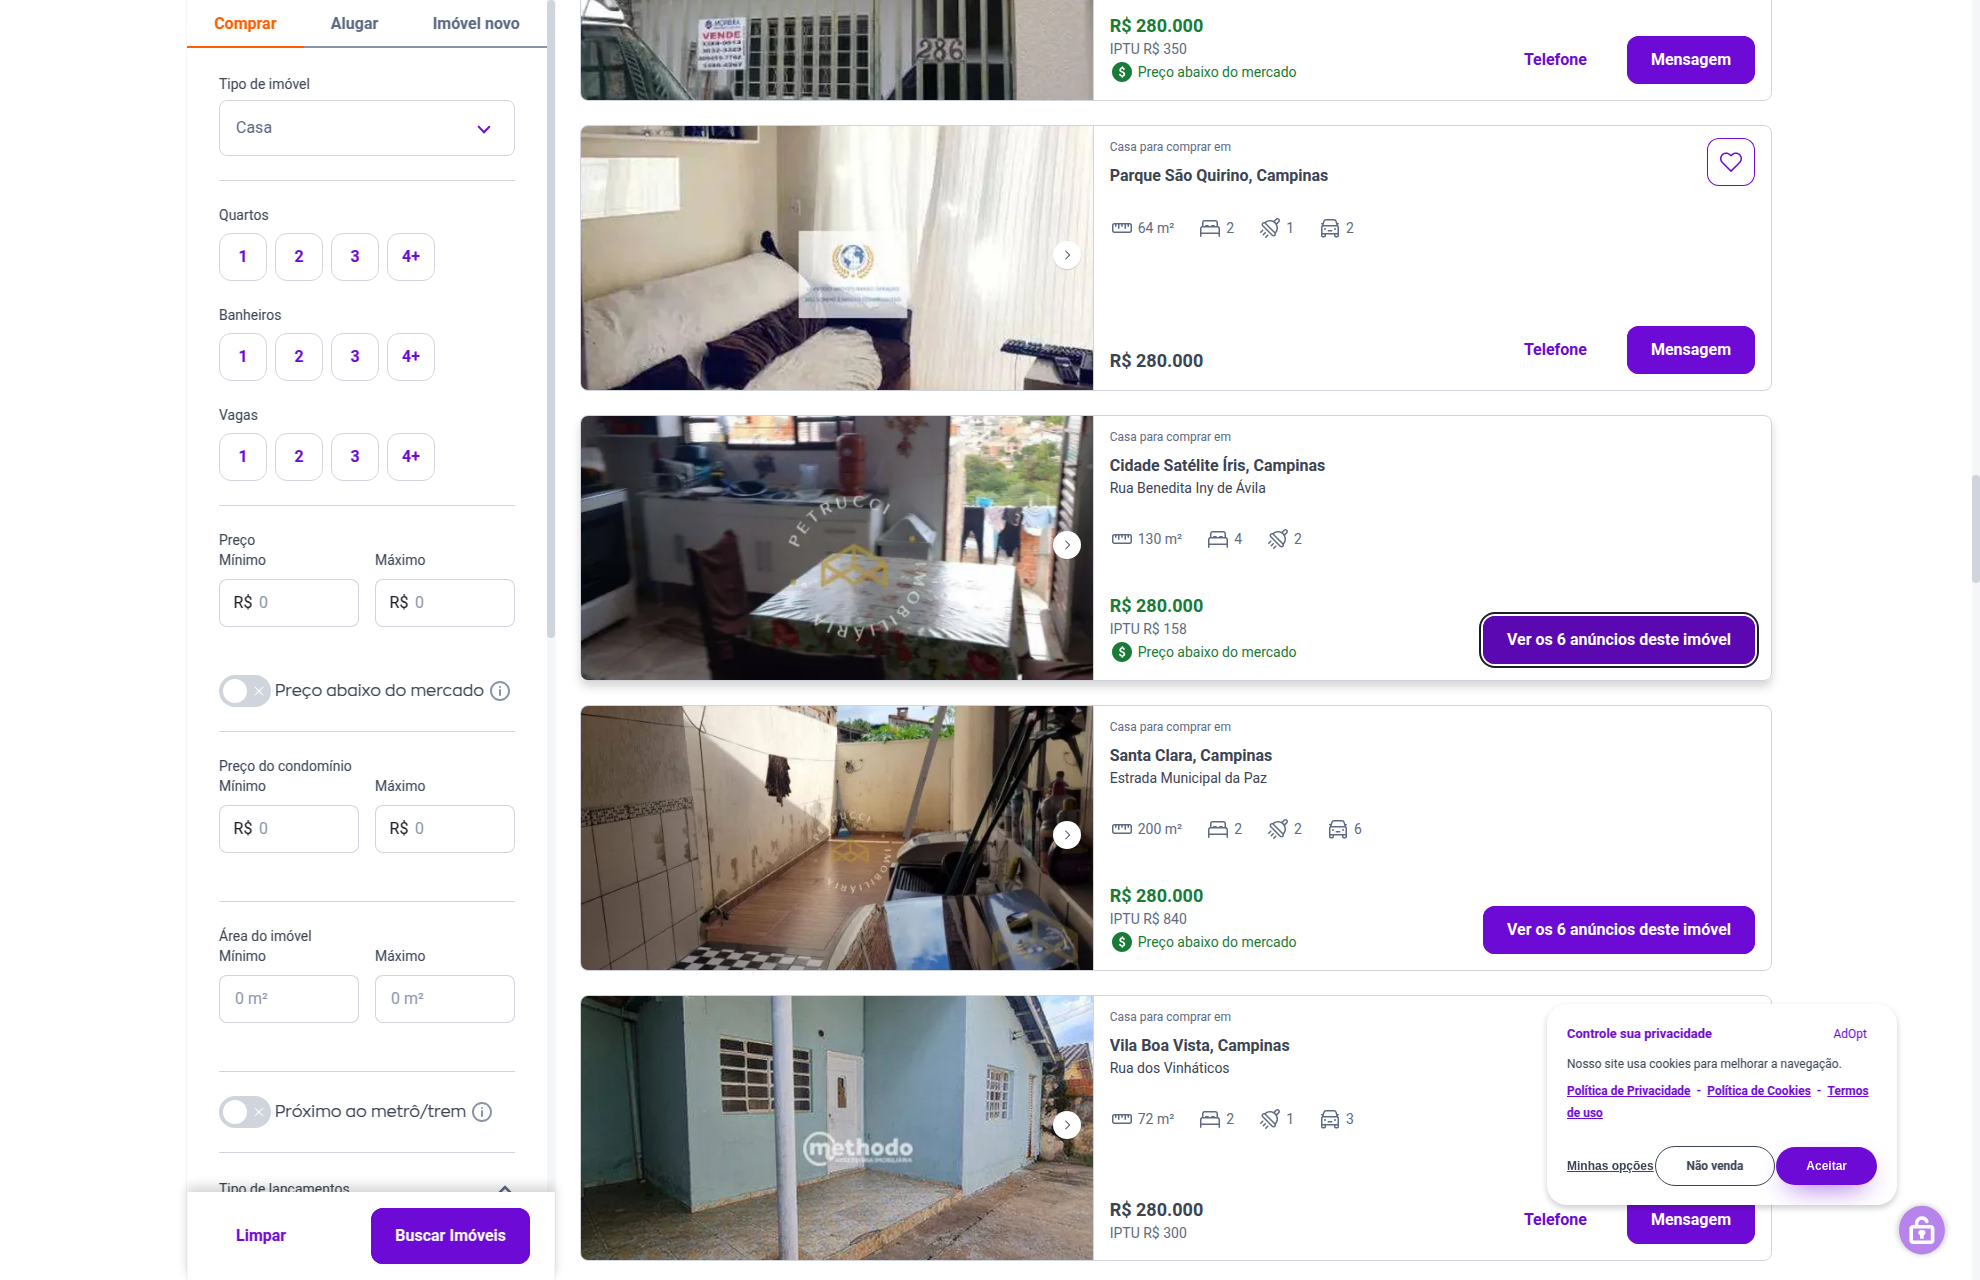 Comprar
Alugar
Imóvel novo
Tipo de imóvel
Casa
Quartos
1
2
3
4+
Banheiros
1
2
3
4+
Vagas
1
2
3
4+
Preço
Mínimo
Máximo
R$ 0
R$ 0
Preço abaixo do mercado
Preço do condomínio
Mínimo
Máximo
R$ 0
R$ 0
Área do imóvel
Mínimo
Máximo
0 m²
0 m²
Próximo ao metrô/trem
Tipo de lançamentos
Limpar
Buscar Imóveis
VENDE
286
R$ 280.000
IPTU R$ 350
Preço abaixo do mercado
Telefone
Mensagem
Casa para comprar em
Parque São Quirino, Campinas
64 m²
2
1
2
R$ 280.000
Telefone
Mensagem
PETRUCCI
IMOBILIÁRIA
Casa para comprar em
Cidade Satélite Íris, Campinas
Rua Benedita Iny de Ávila
130 m²
4
2
R$ 280.000
IPTU R$ 158
Preço abaixo do mercado
Ver os 6 anúncios deste imóvel
PETRUCCI
IMOBILIÁRIA
Casa para comprar em
Santa Clara, Campinas
Estrada Municipal da Paz
200 m²
2
2
6
R$ 280.000
IPTU R$ 840
Preço abaixo do mercado
Ver os 6 anúncios deste imóvel
methodo
Casa para comprar em
Vila Boa Vista, Campinas
Rua dos Vinháticos
72 m²
2
1
3
R$ 280.000
IPTU R$ 300
Telefone
Mensagem
Controle sua privacidade
AdOpt
Nosso site usa cookies para melhorar a navegação.
Política de Privacidade - Política de Cookies - Termos
de uso
Minhas opções
Não venda
Aceitar